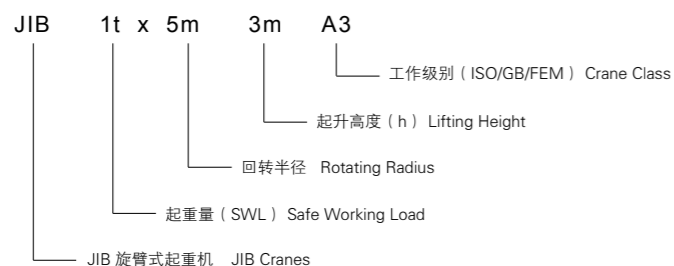 JIB 1t x 5m 3m A3
工作级别（ISO/GB/FEM）Crane Class
起升高度（h）Lifting Height
回转半径 Rotating Radius
起重量（SWL）Safe Working Load
JIB 旋臂式起重机 JIB Cranes